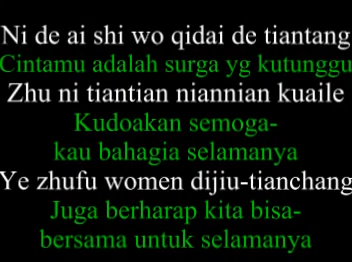 Ni de ai shi wo qidai de tiantang
Cintamu adalah surga yg kutunggu
Zhu ni tiantian niannian kuaile
Kudoakan semoga-
kau bahagia selamanya
Ye zhufu women dijiu-tianchang
Juga berharap kita bisa-
bersama untuk selamanya